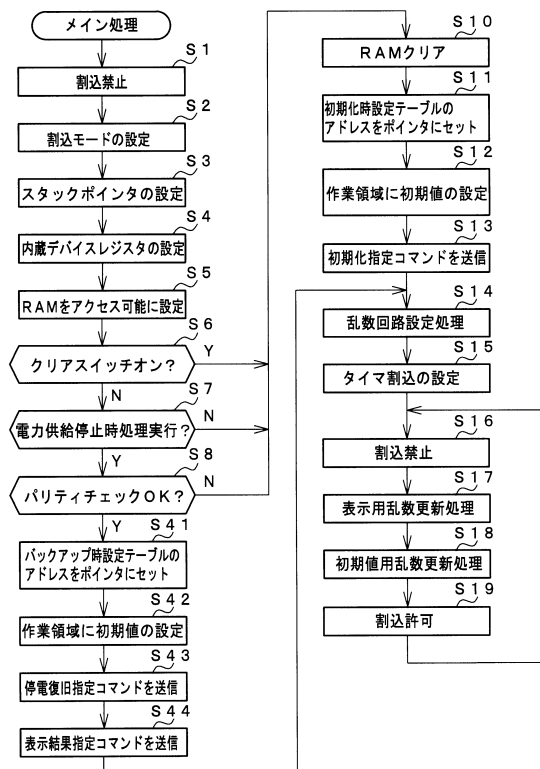 メイン処理
S1
割込禁止
S2
割込モードの設定
S3
スタックポインタの設定
S4
内蔵デバイスレジスタの設定
S5
RAMをアクセス可能に設定
S6
クリアスイッチオン?
Y
N
S7
電力供給停止時処理実行?
N
Y
S8
パリティチェックOK?
N
Y
S41
バックアップ時設定テーブルの
アドレスをポインタにセット
S42
作業領域に初期値の設定
S43
停電復旧指定コマンドを送信
S44
表示結果指定コマンドを送信
S10
RAMクリア
S11
初期化時設定テーブルの
アドレスをポインタにセット
S12
作業領域に初期値の設定
S13
初期化指定コマンドを送信
S14
乱数回路設定処理
S15
タイマ割込の設定
S16
割込禁止
S17
表示用乱数更新処理
S18
初期値用乱数更新処理
S19
割込許可